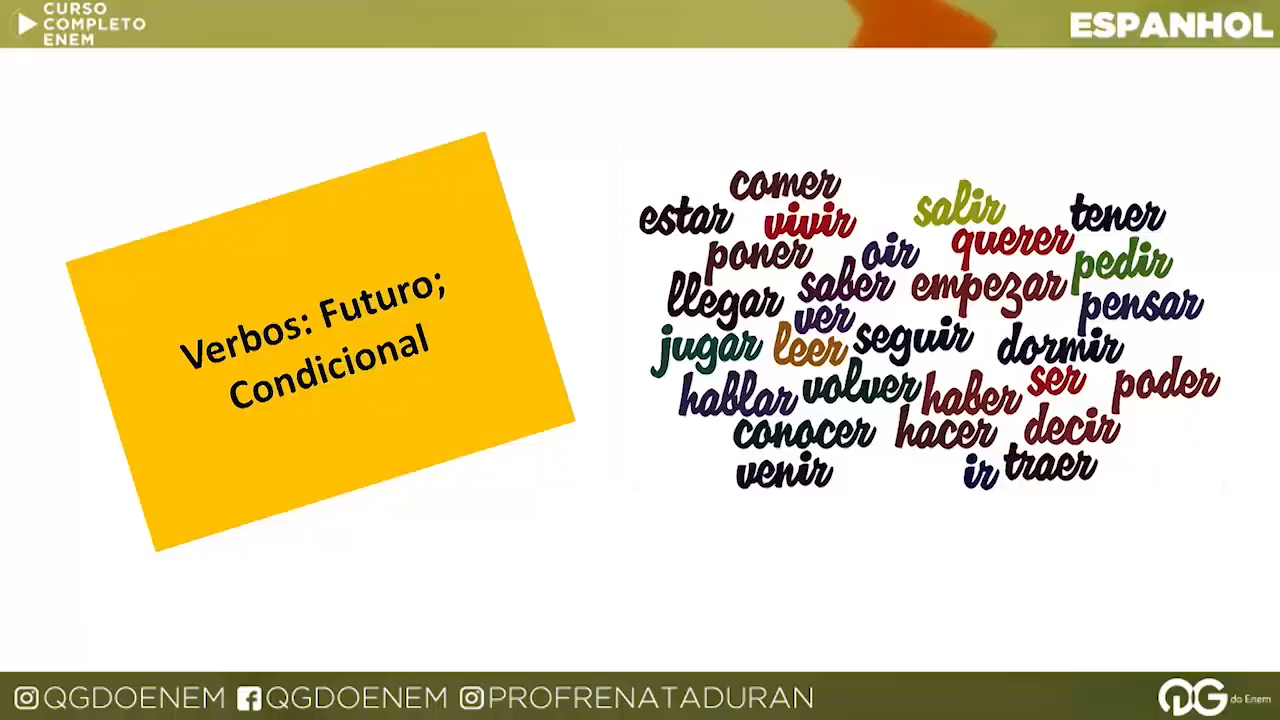 CURSO
COMPLETO
ENEM
ESPANHOL
Verbos: Futuro;
Condicional
comer
estar vivir salir tener
poner oir querer pedir
llegar saber empezar pensar
ver
jugar leer seguir dormir
hablar volver haber ser poder
conocer hacer decir
venir ir traer
QGDOENEM QGDOENEM PROFRENATADURAN
QG do Enem